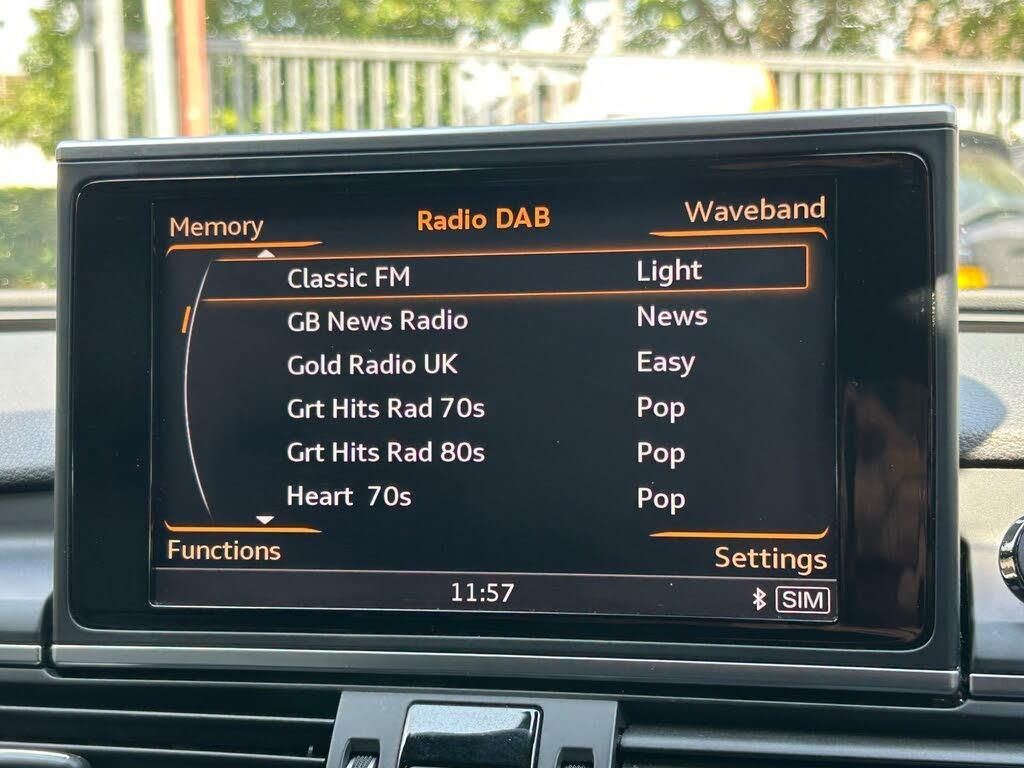 Memory Radio DAB Waveband
Classic FM Light
GB News Radio News
Gold Radio UK Easy
Grt Hits Rad 70s Pop
Grt Hits Rad 80s Pop
Heart 70s Pop
Functions Settings
11:57 SIM